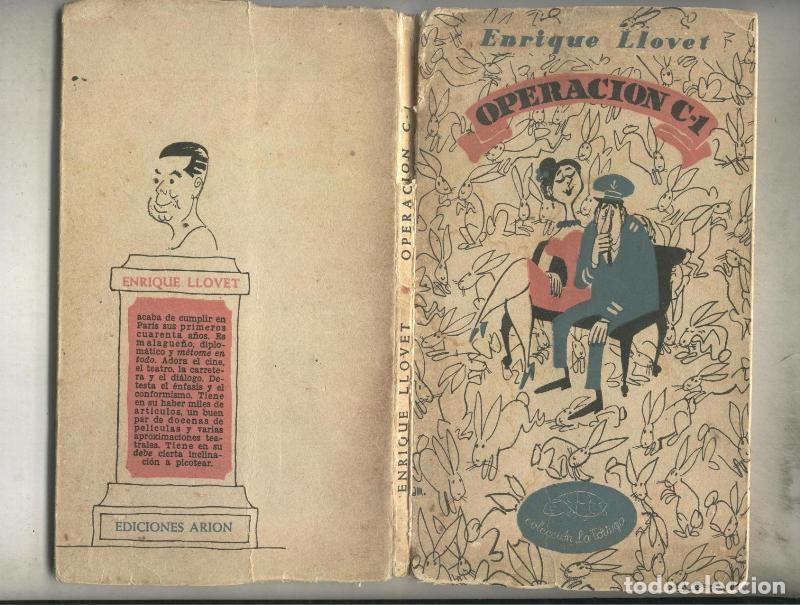 ENRIQUE LLOVET
acaba de cumplir en
París sus primeros
cuarenta años. Es
malagueño, diplo-
mático y métome en
todo. Adora el cine,
el teatro, la carrete-
ra y el diálogo. De-
testa el énfasis y el
conformismo. Tiene
en su haber miles de
artículos, un buen
par de docenas de
películas y varias
aproximaciones tea-
trales. Tiene en su
debe cierta inclina-
ción a picotear.
EDICIONES ARION
ENRIQUE LLOVET OPERACION C-1
Enrique Llovet
OPERACION C-1
colección La Tortuga
todocoleccion